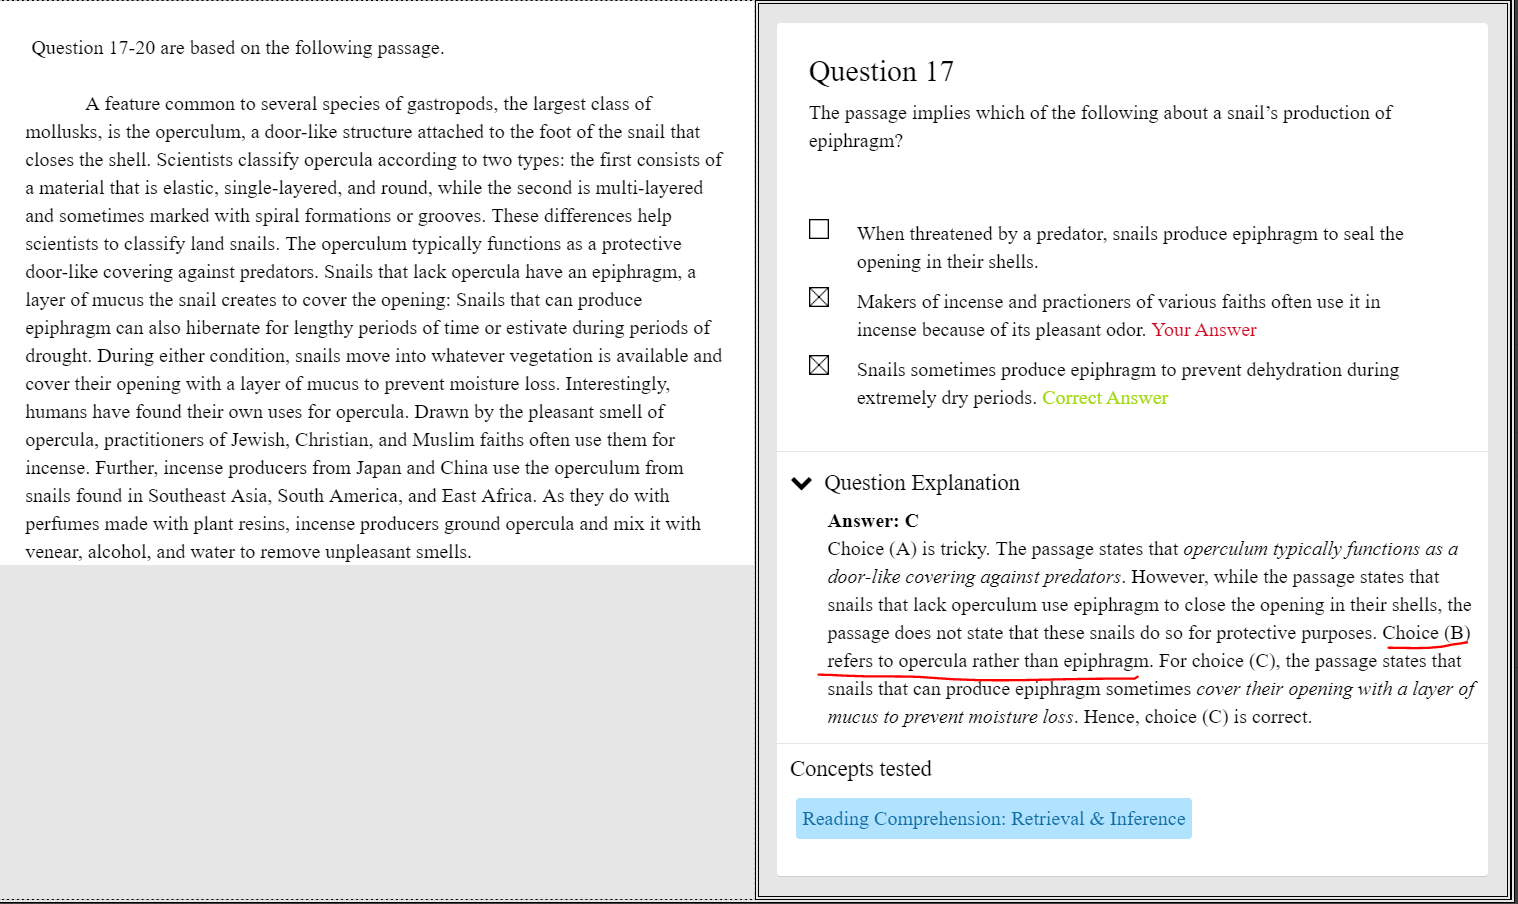 Question 17-20 are based on the following passage.
A feature common to several species of gastropods, the largest class of
mollusks, is the operculum, a door-like structure attached to the foot of the snail that
closes the shell. Scientists classify opercula according to two types: the first consists of
a material that is elastic, single-layered, and round, while the second is multi-layered
and sometimes marked with spiral formations or grooves. These differences help
scientists to classify land snails. The operculum typically functions as a protective
door-like covering against predators. Snails that lack opercula have an epiphragm, a
layer of mucus the snail creates to cover the opening: Snails that can produce
epiphragm can also hibernate for lengthy periods of time or estivate during periods of
drought. During either condition, snails move into whatever vegetation is available and
cover their opening with a layer of mucus to prevent moisture loss. Interestingly,
humans have found their own uses for opercula. Drawn by the pleasant smell of
opercula, practitioners of Jewish, Christian, and Muslim faiths often use them for
incense. Further, incense producers from Japan and China use the operculum from
snails found in Southeast Asia, South America, and East Africa. As they do with
perfumes made with plant resins, incense producers ground opercula and mix it with
venear, alcohol, and water to remove unpleasant smells.
Question 17
The passage implies which of the following about a snail’s production of
epiphragm?
When threatened by a predator, snails produce epiphragm to seal the
opening in their shells.
Makers of incense and practioners of various faiths often use it in
incense because of its pleasant odor. Your Answer
Snails sometimes produce epiphragm to prevent dehydration during
extremely dry periods. Correct Answer
Question Explanation
Answer: C
Choice (A) is tricky. The passage states that operculum typically functions as a
door-like covering against predators. However, while the passage states that
snails that lack operculum use epiphragm to close the opening in their shells, the
passage does not state that these snails do so for protective purposes. Choice (B)
refers to opercula rather than epiphragm. For choice (C), the passage states that
snails that can produce epiphragm sometimes cover their opening with a layer of
mucus to prevent moisture loss. Hence, choice (C) is correct.
Concepts tested
Reading Comprehension: Retrieval & Inference